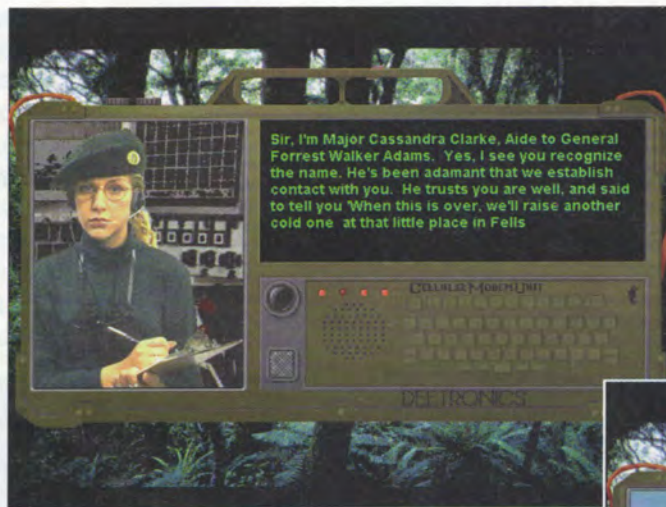 Sir, I'm Major Cassandra Clarke, Aide to General
Forrest Walker Adams.  Yes, I see you recognize
the name. He's been adamant that we establish
contact with you.  He trusts you are well, and said
to tell you 'When this is over, we'll raise another
cold one  at that little place in Fells
CELLULER MODEM UNIT
DEPTRONICS